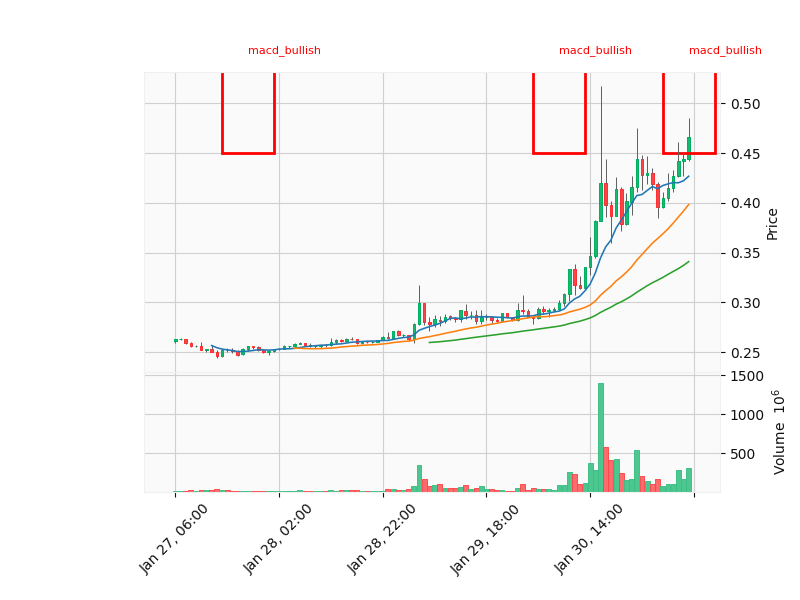 macd_bullish macd_bullish macd_bullish
0.50
0.45
0.40
0.35
0.30
0.25
Price
1500
1000
500
Volume 10^6
Jan 27, 06:00
Jan 28, 02:00
Jan 28, 22:00
Jan 29, 18:00
Jan 30, 14:00